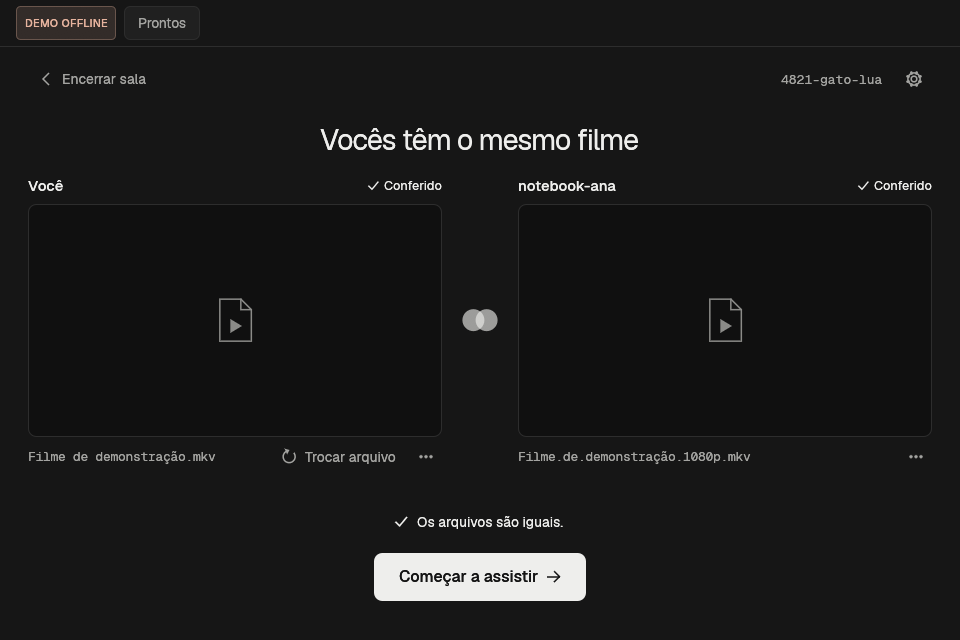 DEMO OFFLINE Prontos
Encerrar sala 4821-gato-lua
Vocês têm o mesmo filme
Você Conferido notebook-ana Conferido
Filme de demonstração.mkv Trocar arquivo Filme.de.demonstração.1080p.mkv
Os arquivos são iguais.
Começar a assistir